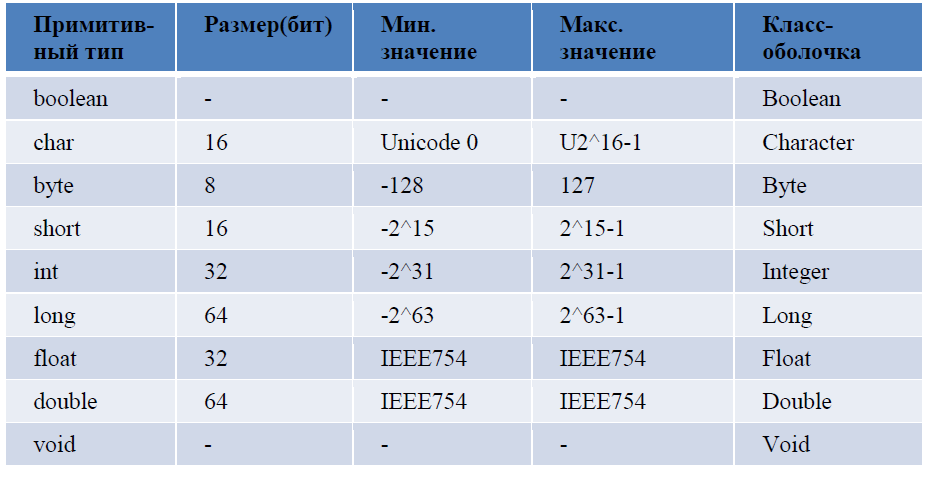 Примитив- Размер(бит) Мин. Макс. Класс-
ный тип значение значение оболочка
boolean - - - Boolean
char 16 Unicode 0 U2^16-1 Character
byte 8 -128 127 Byte
short 16 -2^15 2^15-1 Short
int 32 -2^31 2^31-1 Integer
long 64 -2^63 2^63-1 Long
float 32 IEEE754 IEEE754 Float
double 64 IEEE754 IEEE754 Double
void - - - Void